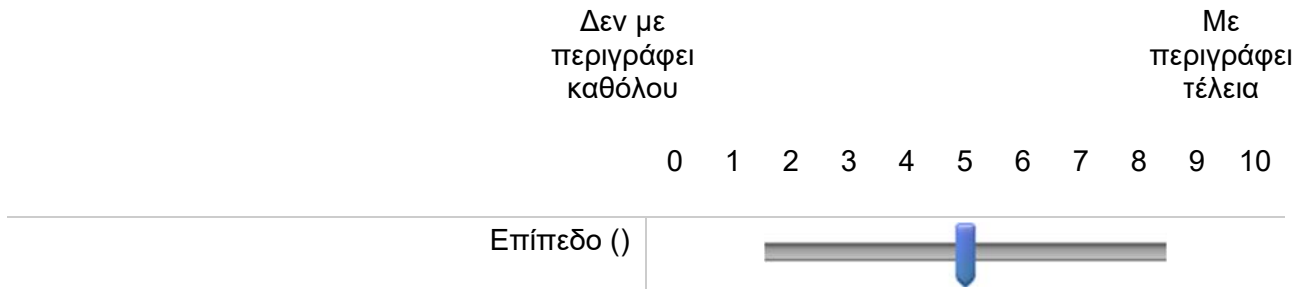 Δεν με
περιγράφει
καθόλου
Με
περιγράφει
τέλεια
0 1 2 3 4 5 6 7 8 9 10
Επίπεδο ()